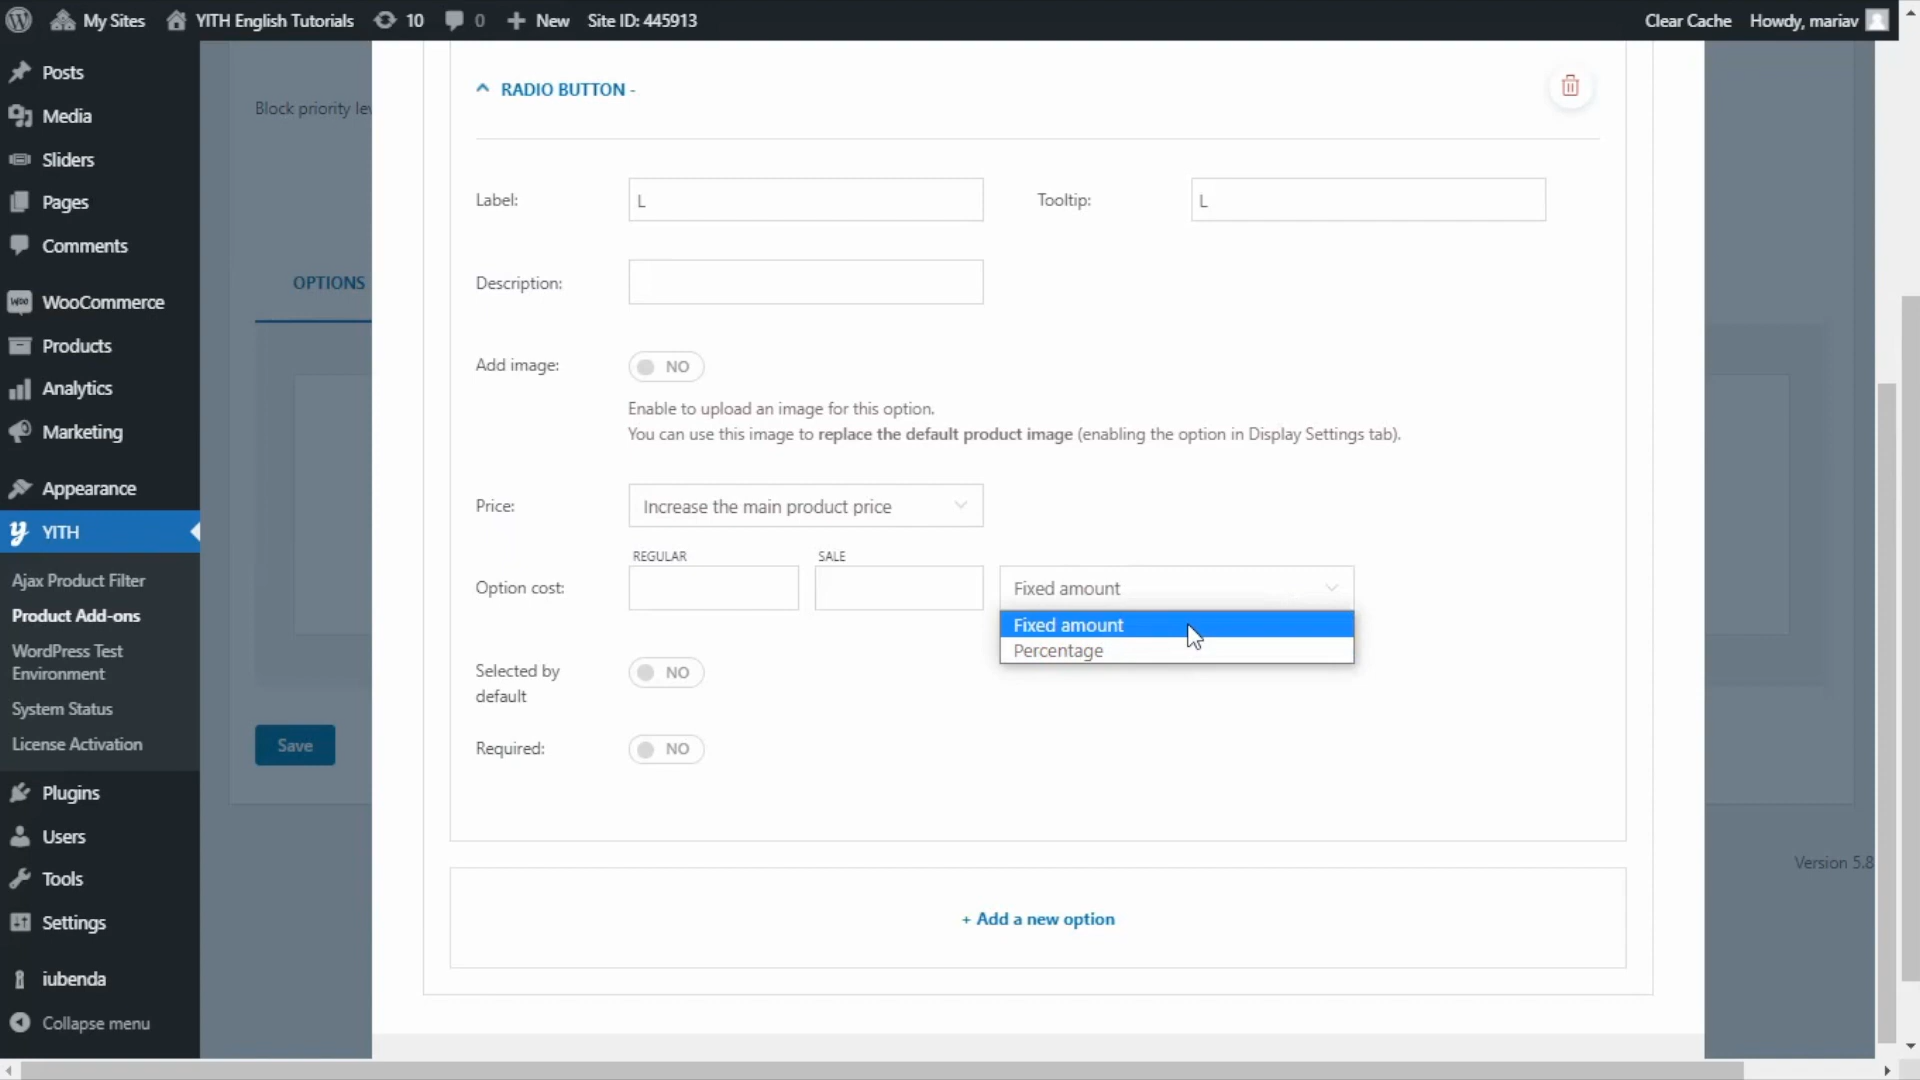 My Sites
YITH English Tutorials
10
0
New
Site ID: 445913
Clear Cache
Howdy, mariav
Posts
Media
Sliders
Pages
Comments
WooCommerce
Products
Analytics
Marketing
Appearance
YITH
Ajax Product Filter
Product Add-ons
WordPress Test
Environment
System Status
License Activation
Plugins
Users
Tools
Settings
iubenda
Collapse menu
Block priority lev
OPTIONS
Save
Version 5.8
RADIO BUTTON -
Label:
L
Tooltip:
L
Description:
Add image:
NO
Enable to upload an image for this option.
You can use this image to replace the default product image (enabling the option in Display Settings tab).
Price:
Increase the main product price
REGULAR
SALE
Option cost:
Fixed amount
Fixed amount
Percentage
Selected by
default
NO
Required:
NO
+ Add a new option